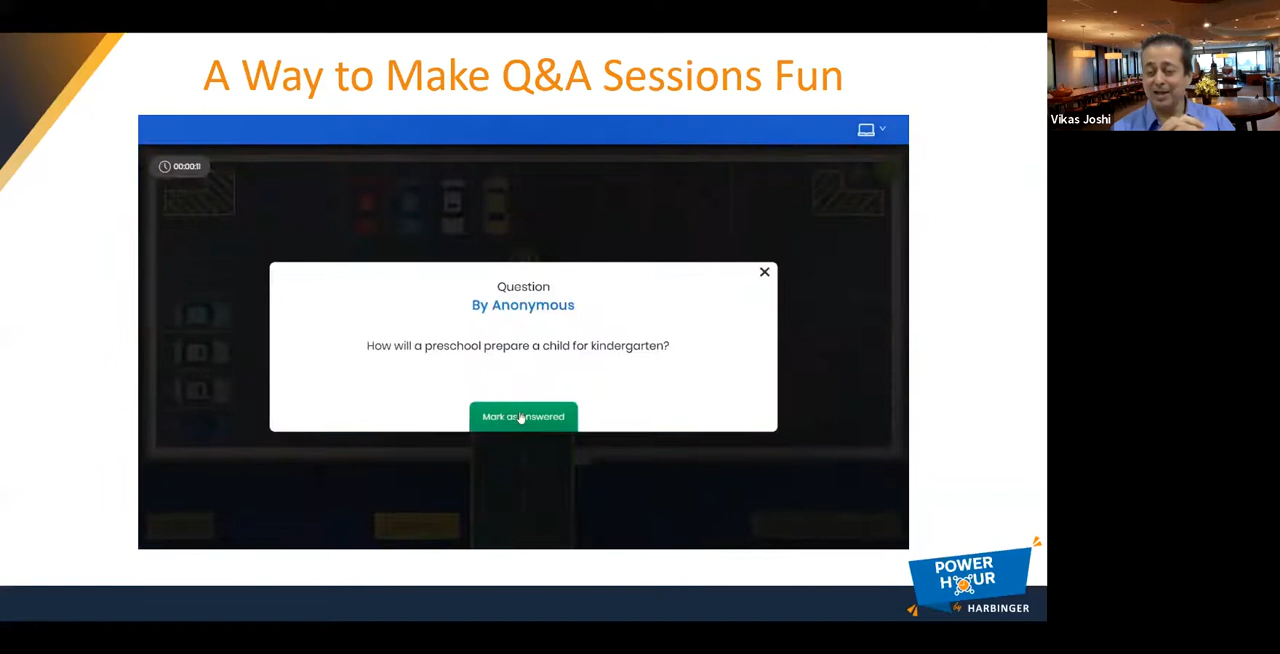 A Way to Make Q&A Sessions Fun
Vikas Joshi
00:00:11
Question
By Anonymous
How will a preschool prepare a child for kindergarten?
Mark as answered
POWER
HOUR
by HARBINGER